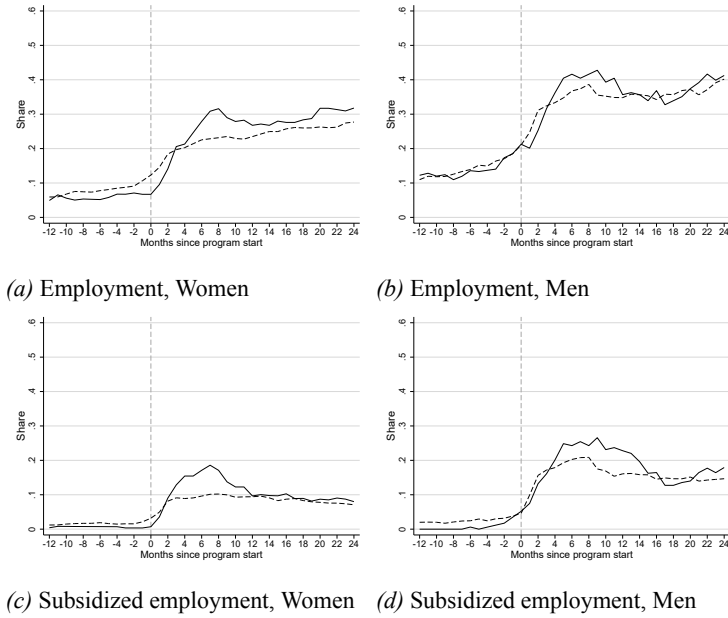 .6 .6
.5 .5
.4 .4
Share .3 Share .3
.2 .2
.1 .1
0 0
-12 -10 -8 -6 -4 -2 0 2 4 6 8 10 12 14 16 18 20 22 24 -12 -10 -8 -6 -4 -2 0 2 4 6 8 10 12 14 16 18 20 22 24
Months since program start Months since program start
(a) Employment, Women (b) Employment, Men
.6 .6
.5 .5
.4 .4
Share .3 Share .3
.2 .2
.1 .1
0 0
-12 -10 -8 -6 -4 -2 0 2 4 6 8 10 12 14 16 18 20 22 24 -12 -10 -8 -6 -4 -2 0 2 4 6 8 10 12 14 16 18 20 22 24
Months since program start Months since program start
(c) Subsidized employment, Women (d) Subsidized employment, Men